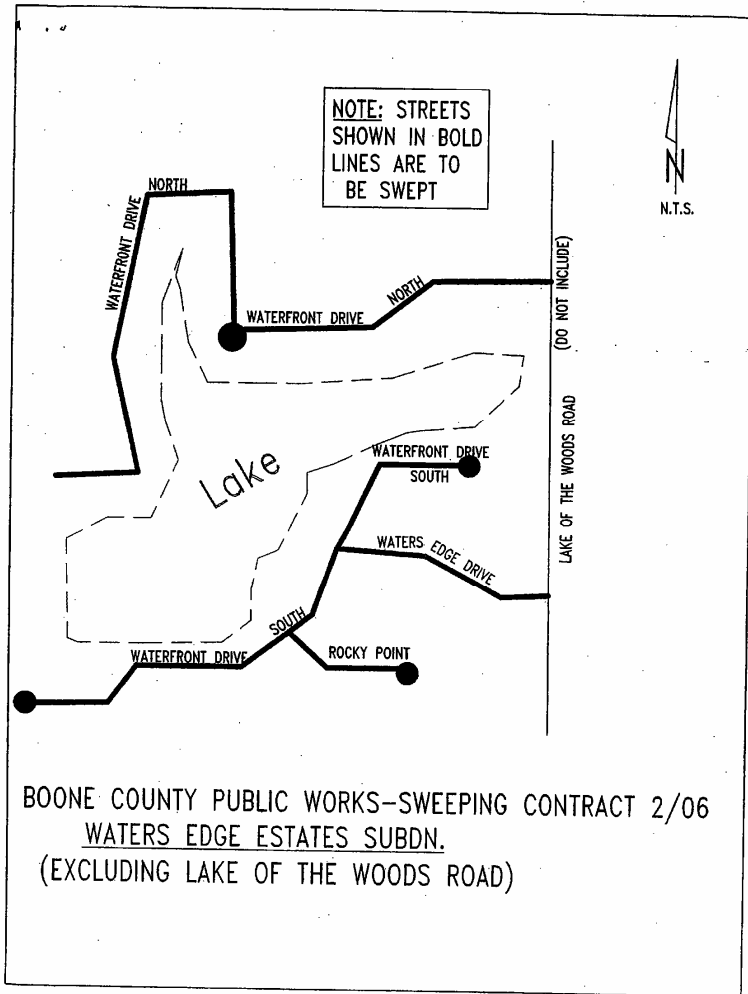 NOTE: STREETS
SHOWN IN BOLD
LINES ARE TO
BE SWEPT
N
N.T.S.
NORTH
WATERFRONT DRIVE
WATERFRONT DRIVE
NORTH
(DO NOT INCLUDE)
LAKE OF THE WOODS ROAD
Lake
WATERFRONT DRIVE
SOUTH
WATERS EDGE DRIVE
SOUTH
WATERFRONT DRIVE
ROCKY POINT
BOONE COUNTY PUBLIC WORKS-SWEEPING CONTRACT 2/06
WATERS EDGE ESTATES SUBDN.
(EXCLUDING LAKE OF THE WOODS ROAD)